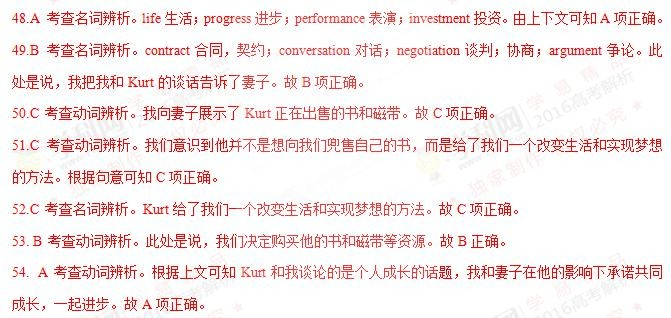 48.A 考查名词辨析。life 生活；progress 进步；performance 表演，investment 投资。由上下文可知 A 项正确。
49.B 考查名词辨析。contract 合同，契约；conversation 对话；negotiation 谈判；协商；argument 争论。此
处是说，我把我和 Kurt 的谈话告诉了妻子。故 B 项正确。
50.C 考查动词辨析。我向妻子展示了 Kurt 正在出售的书和磁带。故 C 项正确。
51.C 考查动词辨析。我们意识到他并不是想向我们兜售自己的书，而是给了我们一个改变生活和实现梦想
的方法。根据句意可知 C 项正确。
52.C 考查名词辨析。Kurt 给了我们一个改变生活和实现梦想的方法。故 C 项正确。
53. B 考查动词辨析。此处是说，我们决定购买他的书和磁带等资源。故 B 正确。
54. A 考查动词辨析。根据上文可知 Kurt 和我谈论的是个人成长的话题，我和妻子在他的影响下承诺共同
成长，一起进步。故 A 项正确。